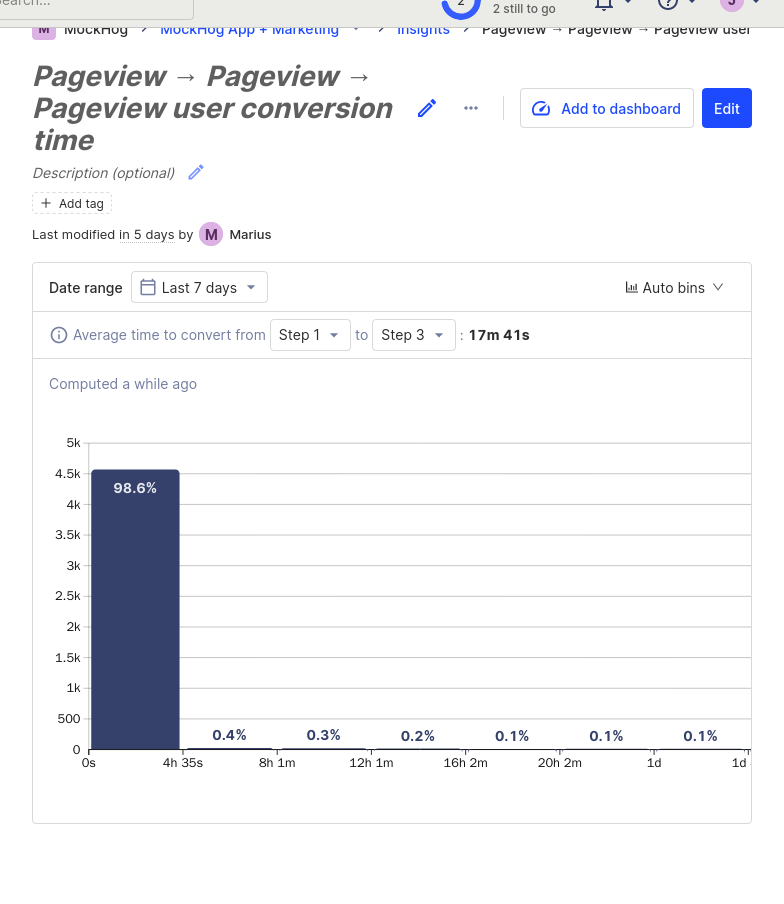 Search...
2
2 still to go
J
M MockHog MockHog App + Marketing Insights Pageview → Pageview → Pageview user
Pageview → Pageview →
Pageview user conversion
time
Add to dashboard
Edit
Description (optional)
+ Add tag
Last modified in 5 days by M Marius
Date range Last 7 days
Auto bins
Average time to convert from Step 1 to Step 3 : 17m 41s
Computed a while ago
5k
4.5k
4k
3.5k
3k
2.5k
2k
1.5k
1k
500
0
98.6%
0.4% 0.3% 0.2% 0.1% 0.1% 0.1%
0s 4h 35s 8h 1m 12h 1m 16h 2m 20h 2m 1d 1d